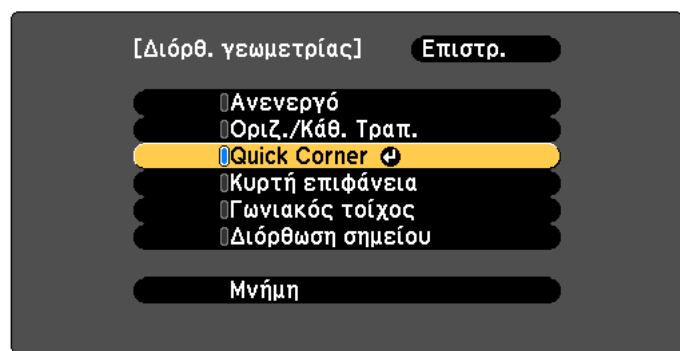 [Διόρθ. γεωμετρίας] Επιστρ.
Ανενεργό
Οριζ./Κάθ. Τραπ.
Quick Corner
Κυρτή επιφάνεια
Γωνιακός τοίχος
Διόρθωση σημείου
Μνήμη